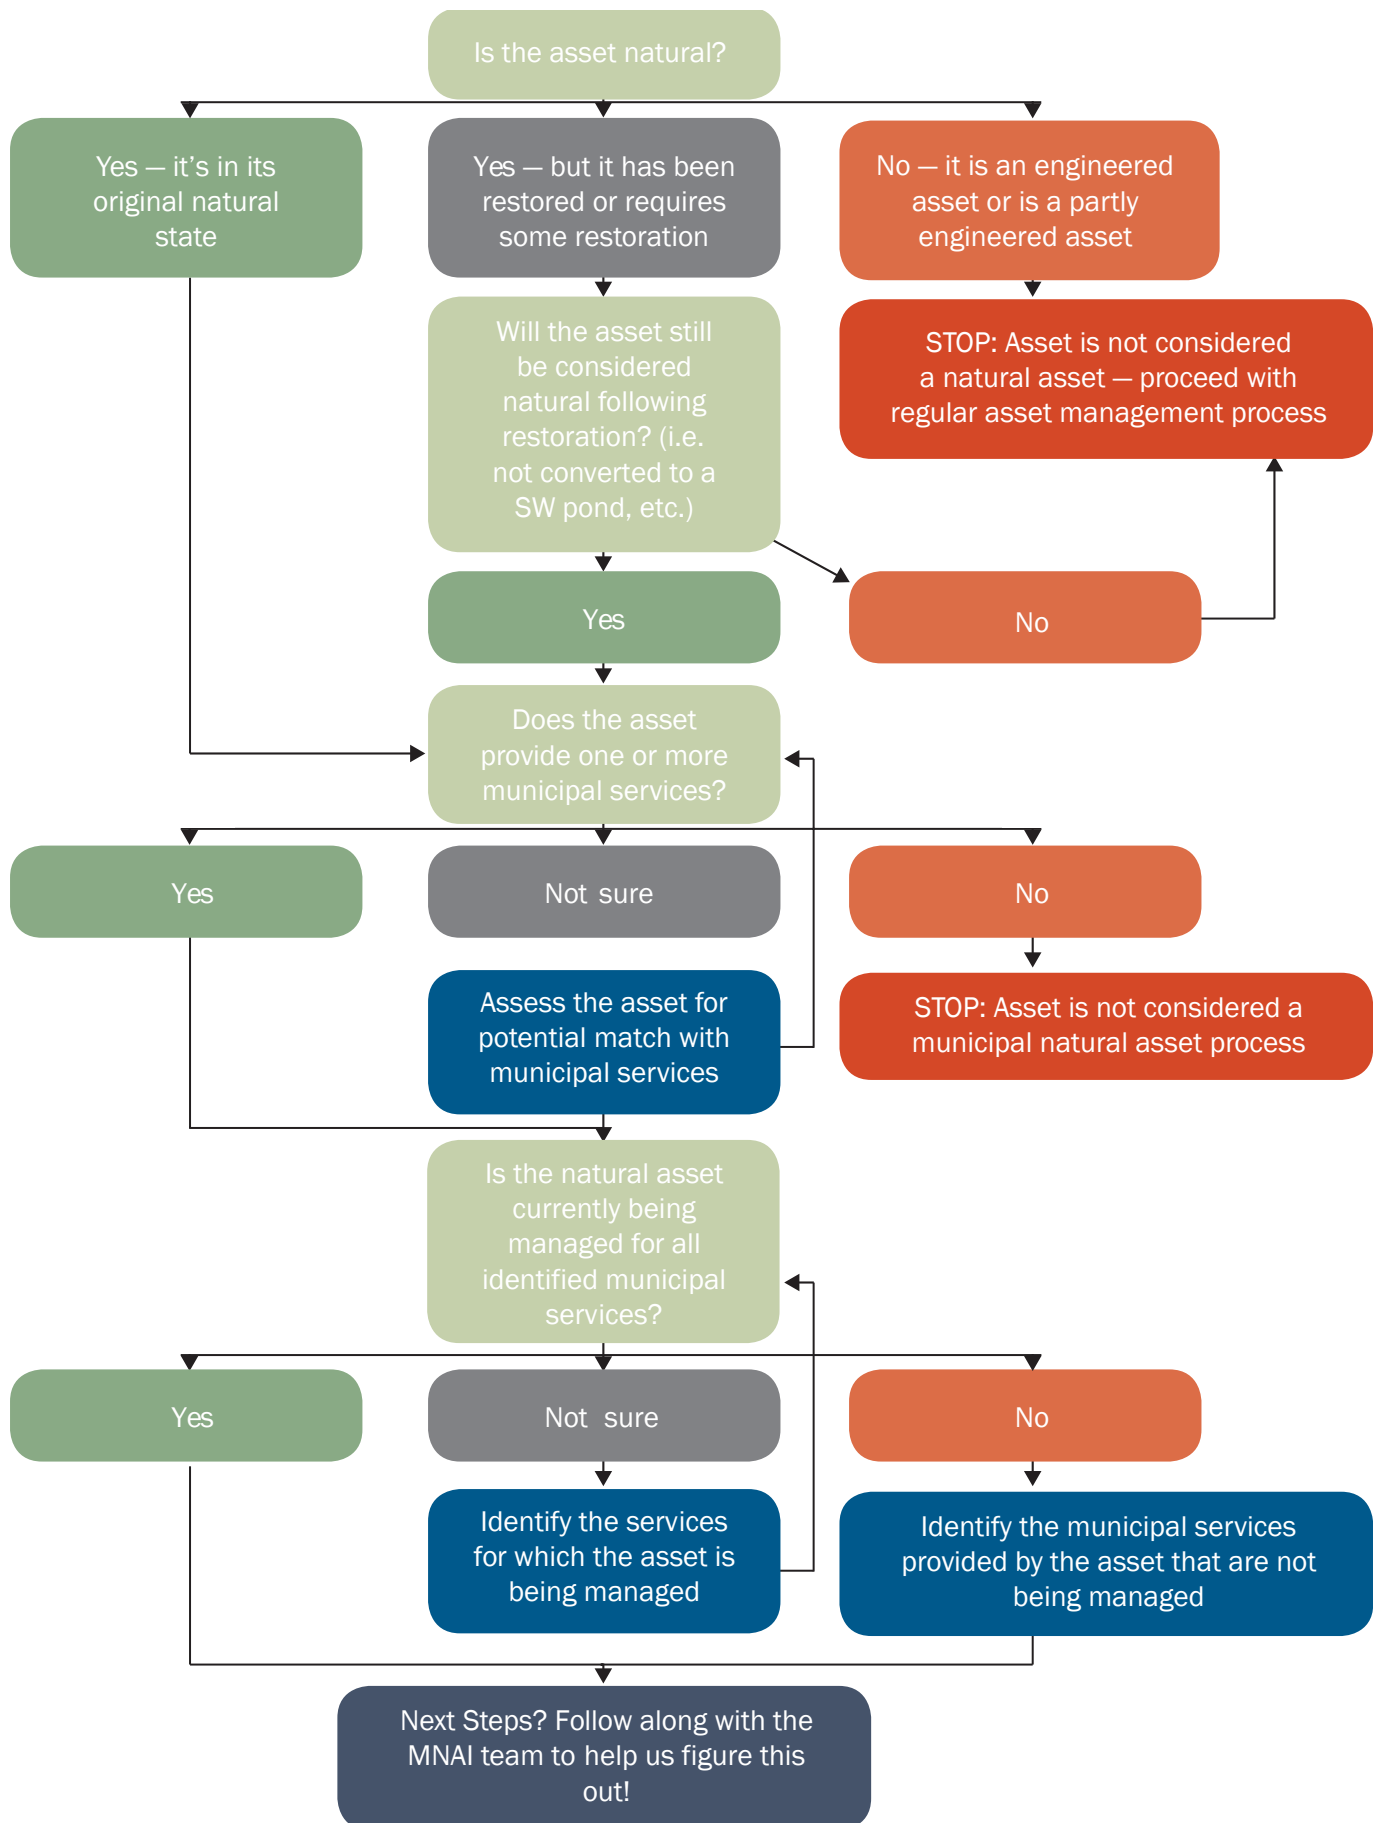 Is the asset natural?
Yes — it's in its
original natural
state
Yes — but it has been
restored or requires
some restoration
No — it is an engineered
asset or is a partly
engineered asset
Will the asset still
be considered
natural following
restoration? (i.e.
not converted to a
SW pond, etc.)
STOP: Asset is not considered
a natural asset — proceed with
regular asset management process
Yes
No
Does the asset
provide one or more
municipal services?
Yes
Not sure
No
Assess the asset for
potential match with
municipal services
STOP: Asset is not considered a
municipal natural asset process
Is the natural asset
currently being
managed for all
identified municipal
services?
Yes
Not sure
No
Identify the services
for which the asset is
being managed
Identify the municipal services
provided by the asset that are not
being managed
Next Steps? Follow along with the
MNAI team to help us figure this
out!